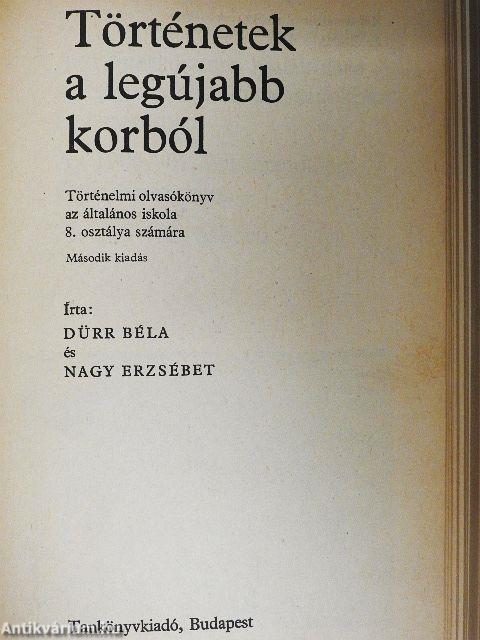 Történetek
a legújabb
korból
Történelmi olvasókönyv
az általános iskola
8. osztálya számára
Második kiadás
Írta:
DÜRR BÉLA
és
NAGY ERZSÉBET
Tankönyvkiadó, Budapest